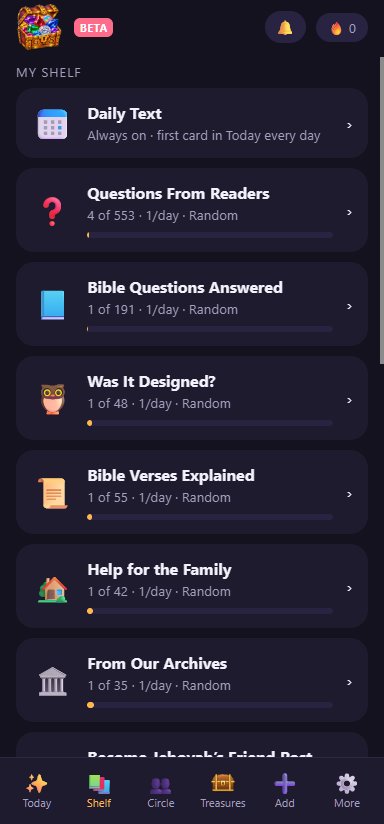 BETA
0
MY SHELF
Daily Text
Always on · first card in Today every day
Questions From Readers
4 of 553 · 1/day · Random
Bible Questions Answered
1 of 191 · 1/day · Random
Was It Designed?
1 of 48 · 1/day · Random
Bible Verses Explained
1 of 55 · 1/day · Random
Help for the Family
1 of 42 · 1/day · Random
From Our Archives
1 of 35 · 1/day · Random
Become Jehovah's Friend
Today
Shelf
Circle
Treasures
Add
More